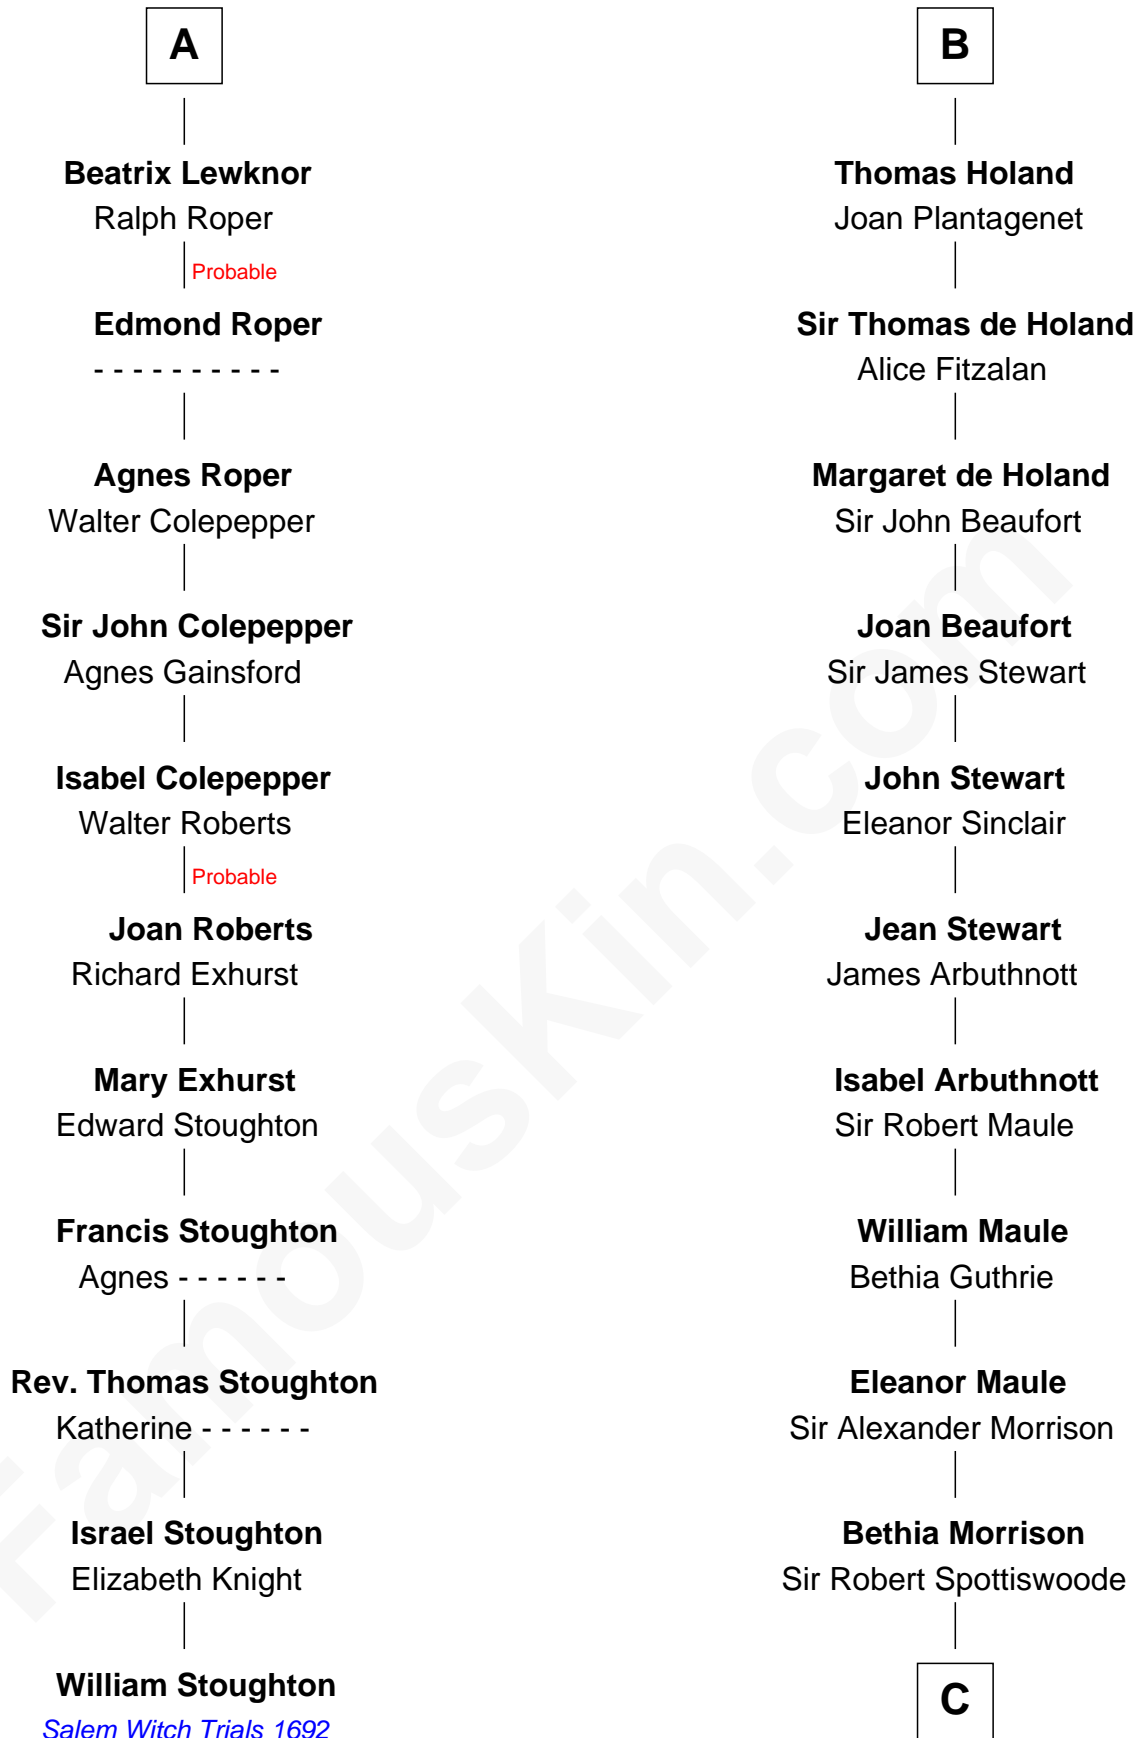 A
Beatrix Lewknor
Ralph Roper
Probable
Edmond Roper
- - - - - - - - - -
Agnes Roper
Walter Colepepper
Sir John Colepepper
Agnes Gainsford
Isabel Colepepper
Walter Roberts
Probable
Joan Roberts
Richard Exhurst
Mary Exhurst
Edward Stoughton
Francis Stoughton
Agnes - - - - - -
Rev. Thomas Stoughton
Katherine - - - - - -
Israel Stoughton
Elizabeth Knight
William Stoughton
Salem Witch Trials 1692
B
Thomas Holand
Joan Plantagenet
Sir Thomas de Holand
Alice Fitzalan
Margaret de Holand
Sir John Beaufort
Joan Beaufort
Sir James Stewart
John Stewart
Eleanor Sinclair
Jean Stewart
James Arbuthnott
Isabel Arbuthnott
Sir Robert Maule
William Maule
Bethia Guthrie
Eleanor Maule
Sir Alexander Morrison
Bethia Morrison
Sir Robert Spottiswoode
C
FamousKin.com